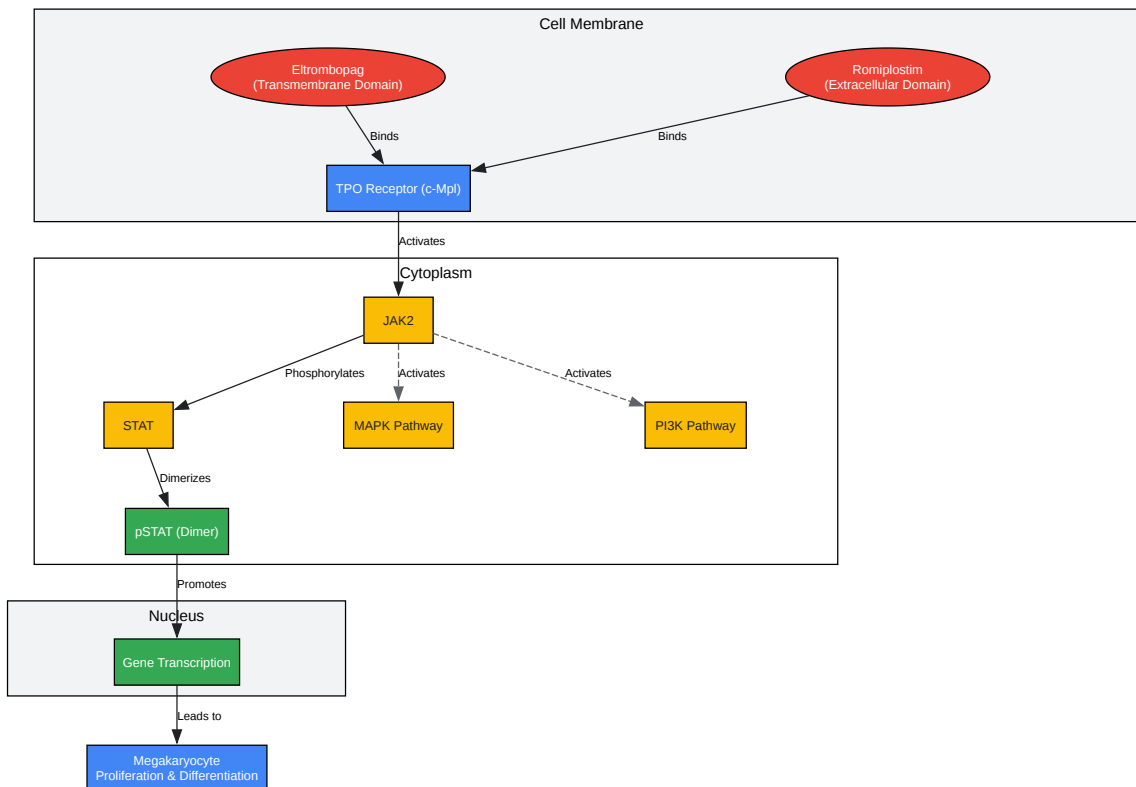 Cell Membrane
Eltrombopag
(Transmembrane Domain)
Romiplostim
(Extracellular Domain)
Binds
Binds
TPO Receptor (c-Mpl)
Activates
Cytoplasm
JAK2
Phosphorylates
Activates
Activates
STAT
MAPK Pathway
PI3K Pathway
Dimerizes
pSTAT (Dimer)
Promotes
Nucleus
Gene Transcription
Leads to
Megakaryocyte
Proliferation & Differentiation